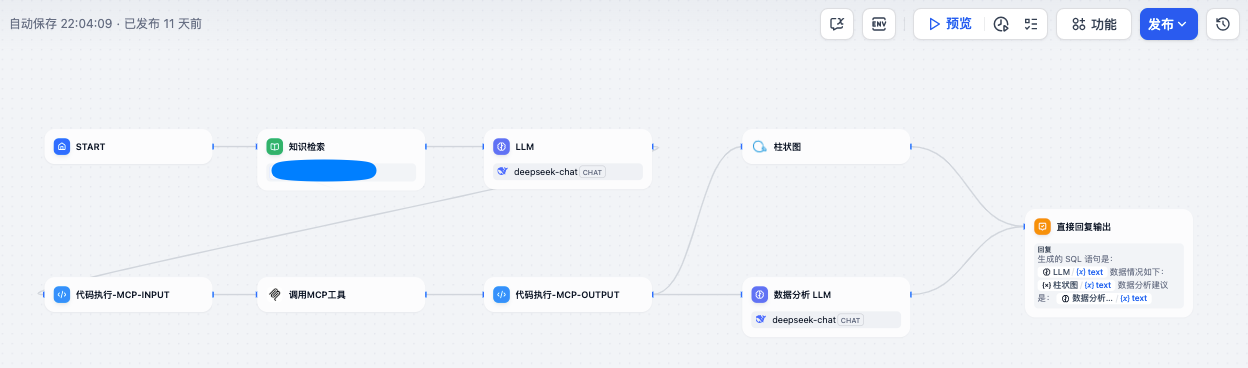 自动保存 22:04:09 · 已发布 11 天前
ENV
预览
功能
发布
START
知识检索
LLM
deepseek-chat CHAT
柱状图
直接回复输出
回复
生成的 SQL 语句是：
LLM / {x} text 数据情况如下：
{x} 柱状图 / {x} text 数据分析建议
是： 数据分析... / {x} text
代码执行-MCP-INPUT
调用MCP工具
代码执行-MCP-OUTPUT
数据分析 LLM
deepseek-chat CHAT